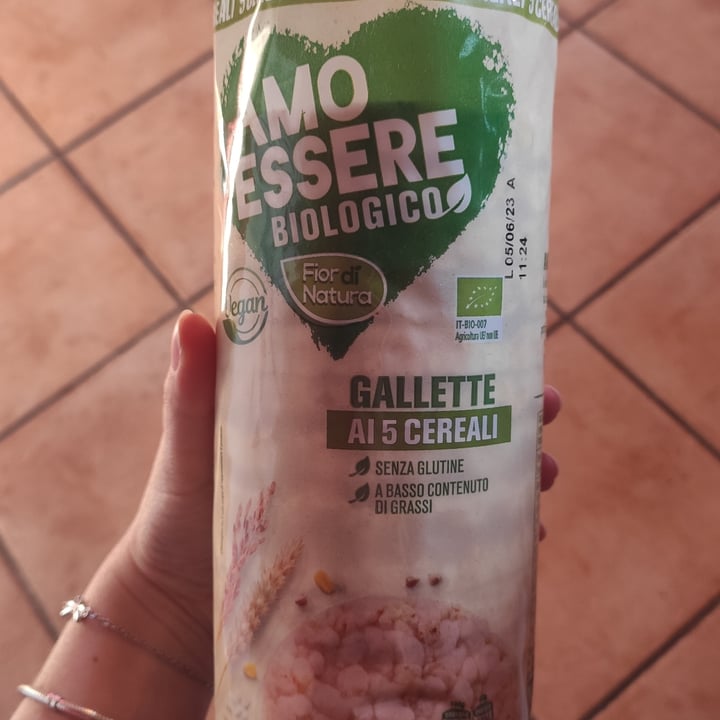 AMO
ESSERE
BIOLOGICO
Fior di
Natura
Vegan
L 05/06/23 A
11:24
IT-BIO-007
Agricoltura UE/ non UE
GALLETTE
AI 5 CEREALI
SENZA GLUTINE
A BASSO CONTENUTO
DI GRASSI